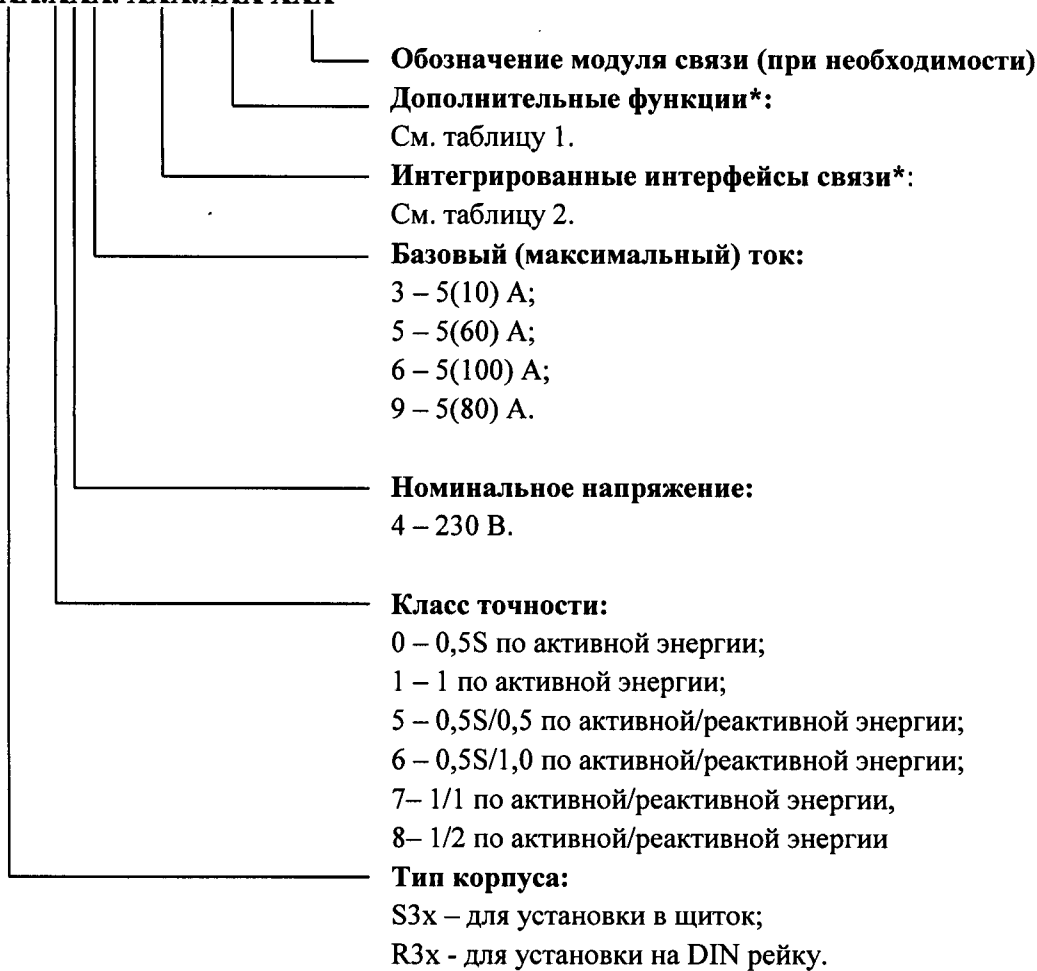 Обозначение модуля связи (при необходимости)
Дополнительные функции*:
См. таблицу 1.
Интегрированные интерфейсы связи*:
См. таблицу 2.
Базовый (максимальный) ток:
3 – 5(10) А;
5 – 5(60) А;
6 – 5(100) А;
9 – 5(80) А.
Номинальное напряжение:
4 – 230 В.
Класс точности:
0 – 0,5S по активной энергии;
1 – 1 по активной энергии;
5 – 0,5S/0,5 по активной/реактивной энергии;
6 – 0,5S/1,0 по активной/реактивной энергии;
7– 1/1 по активной/реактивной энергии,
8– 1/2 по активной/реактивной энергии
Тип корпуса:
S3x – для установки в щиток;
R3x - для установки на DIN рейку.